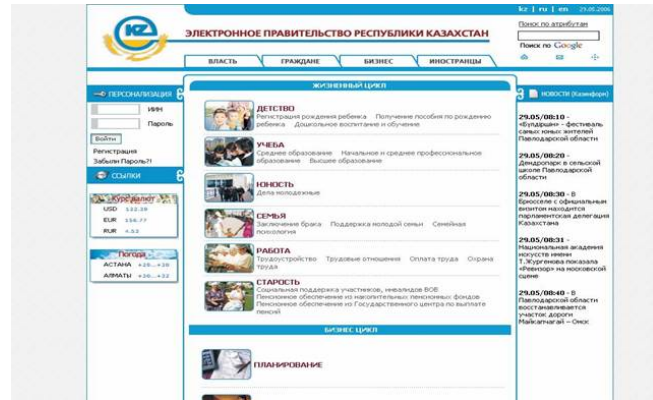 kz | ru | en 29.05.2006
KZ
ЭЛЕКТРОННОЕ ПРАВИТЕЛЬСТВО РЕСПУБЛИКИ КАЗАХСТАН
Поиск по атрибутам
Поиск по Google
ВЛАСТЬ ГРАЖДАНЕ БИЗНЕС ИНОСТРАНЦЫ
ПЕРСОНАЛИЗАЦИЯ
ИИН
Пароль
Войти
Регистрация
Забыли Пароль?!
ССЫЛКИ
Курс валют
USD
EUR
RUR
Погода
АСТАНА
АЛМАТЫ
ЖИЗНЕННЫЙ ЦИКЛ
ДЕТСТВО
Регистрация рождения ребенка Получение пособия по рождению
ребенка Дошкольное воспитание и обучение
УЧЕБА
Среднее образование Начальное и среднее профессиональное
образование Высшее образование
ЮНОСТЬ
Дела молодежные
СЕМЬЯ
Заключение брака Поддержка молодой семьи Семейная
психология
РАБОТА
Трудоустройство Трудовые отношения Оплата труда Охрана
труда
СТАРОСТЬ
Социальная поддержка участников, инвалидов ВОВ
Пенсионное обеспечение из накопительных пенсионных фондов
Пенсионное обеспечение из Государственного центра по выплате
пенсий
БИЗНЕС ЦИКЛ
ПЛАНИРОВАНИЕ
НОВОСТИ (Казинформ)
29.05/08:10 -
«Бүлдіршін» - фестиваль
самых юных жителей
Павлодарской области
29.05/08:20 -
Дендропарк в сельской
школе Павлодарской
области
29.05/08:30 - В
Брюсселе с официальным
визитом находится
парламентская делегация
Казахстана
29.05/08:31 -
Национальная академия
искусств имени
Т.Жургенова показала
«Ревизор» на московской
сцене
29.05/08:40 - В
Павлодарской области
восстанавливается
участок дороги
Майкапчагай – Омск